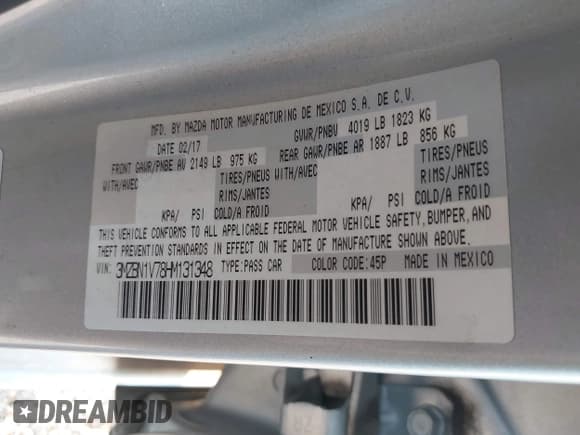 MFD. BY MAZDA MOTOR MANUFACTURING DE MEXICO S.A. DE C.V.
DATE 02/17 GVWR/PNBV 4019 LB 1823 KG
FRONT GAWR/PNBE AV 2149 LB 975 KG REAR GAWR/PNBE AR 1887 LB 856 KG
WITH/AVEC TIRES/PNEUS WITH/AVEC TIRES/PNEUS
RIMS/JANTES RIMS/JANTES
KPA/ PSI COLD/A FROID KPA/ PSI COLD/A FROID
THIS VEHICLE CONFORMS TO ALL APPLICABLE FEDERAL MOTOR VEHICLE SAFETY, BUMPER, AND
THEFT PREVENTION STANDARDS IN EFFECT ON THE DATE OF MANUFACTURE SHOWN ABOVE.
VIN: 3MZBN1V78HM131348 TYPE:PASS CAR COLOR CODE:45P MADE IN MEXICO
DREAMBID